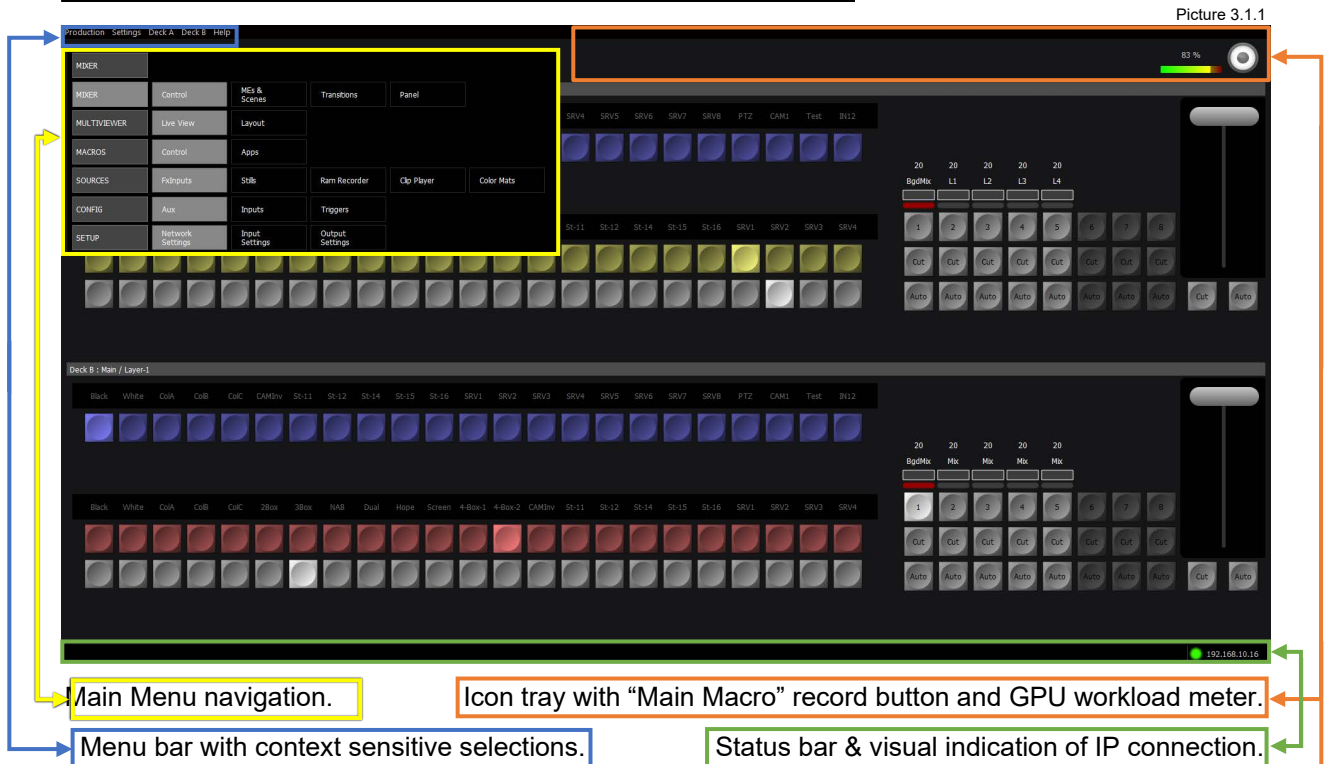 Picture 3.1.1
Production Settings Deck A Deck B Help
83 %
MIXER
MIXER Control MEs & Scenes Transitions Panel
MULTIVIEWER Live View Layout
MACROS Control Apps
SOURCES FxInputs Stills Ram Recorder Clip Player Color Mats
CONFIG Aux Inputs Triggers
SETUP Network Settings Input Settings Output Settings
SRV4 SRV5 SRV6 SRV7 SRV8 PTZ CAM1 Test IN12
20 20 20 20 20
BgdMix L1 L2 L3 L4
St-11 St-12 St-14 St-15 St-16 SRV1 SRV2 SRV3 SRV4
1 2 3 4 5 6 7 8
Cut Cut Cut Cut Cut Cut Cut Cut
Auto Auto Auto Auto Auto Auto Auto Auto Cut Auto
Deck B : Main / Layer-1
Black White ColA ColB ColC CAMInv St-11 St-12 St-14 St-15 St-16 SRV1 SRV2 SRV3 SRV4 SRV5 SRV6 SRV7 SRV8 PTZ CAM1 Test IN12
20 20 20 20 20
BgdMix Mix Mix Mix Mix
Black White ColA ColB ColC 2Box 3Box NAB Dual Hope Screen 4-Box-1 4-Box-2 CAMInv St-11 St-12 St-14 St-15 St-16 SRV1 SRV2 SRV3 SRV4
1 2 3 4 5 6 7 8
Cut Cut Cut Cut Cut Cut Cut Cut
Auto Auto Auto Auto Auto Auto Auto Auto Cut Auto
192.168.10.16
Main Menu navigation.
Icon tray with “Main Macro” record button and GPU workload meter.
Menu bar with context sensitive selections.
Status bar & visual indication of IP connection.